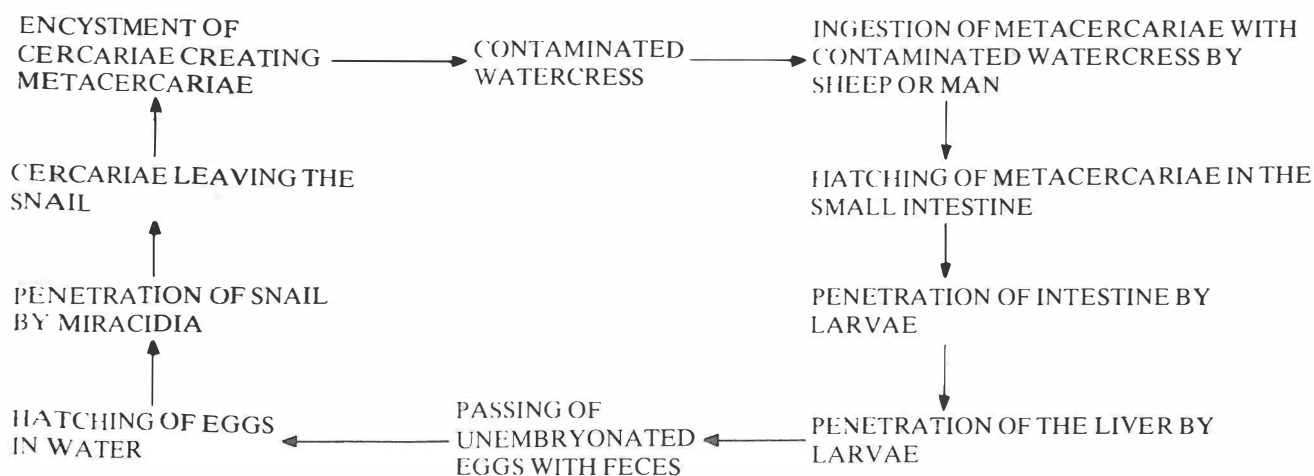 ENCYSTMENT OF
CERCARIAE CREATING
METACERCARIAE
CONTAMINATED
WATERCRESS
INGESTION OF METACERCARIAE WITH
CONTAMINATED WATERCRESS BY
SHEEP OR MAN
HATCHING OF METACERCARIAE IN THE
SMALL INTESTINE
PENETRATION OF INTESTINE BY
LARVAE
PENETRATION OF THE LIVER BY
LARVAE
PASSING OF
UNEMBRYONATED
EGGS WITH FECES
HATCHING OF EGGS
IN WATER
PENETRATION OF SNAIL
BY MIRACIDIA
CERCARIAE LEAVING THE
SNAIL